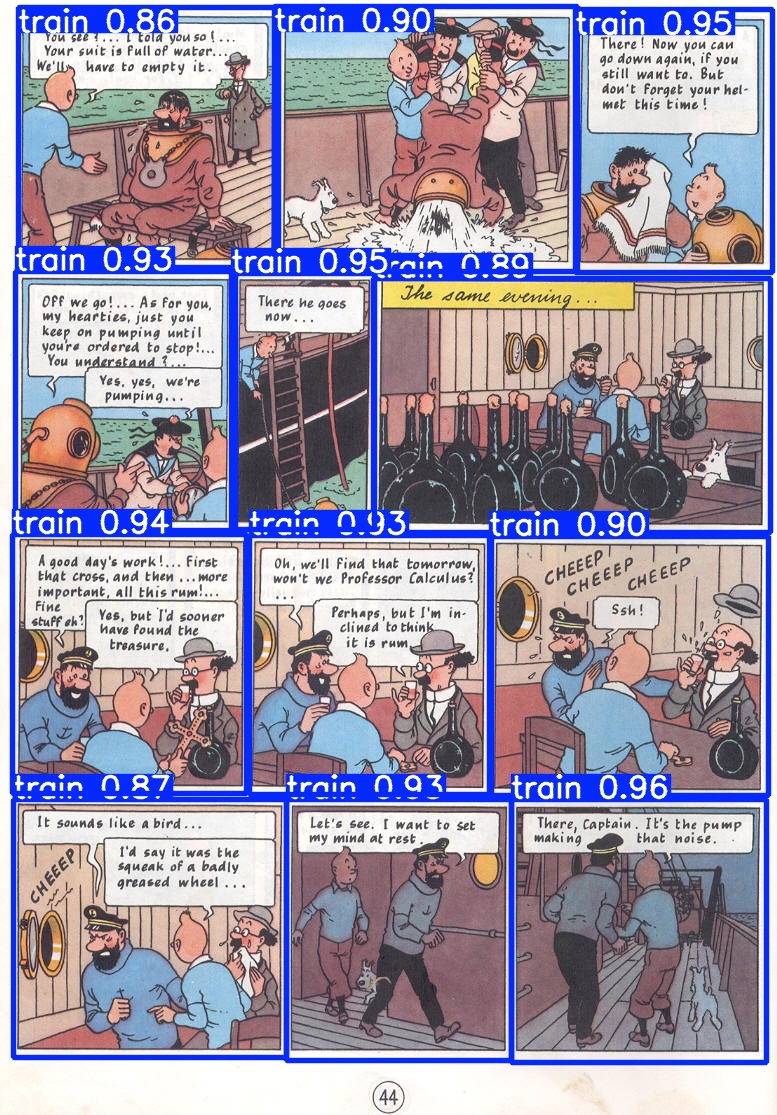 train 0.86
You see!... I told you so!...
Your suit is full of water...
We'll have to empty it.
train 0.90
train 0.95
There! Now you can
go down again, if you
still want to. But
don't forget your hel-
met this time!
train 0.93
Off we go!... As for you,
my hearties, just you
keep on pumping until
you're ordered to stop!...
You understand?...
Yes, yes, we're
pumping...
train 0.95
There he goes
now...
train 0.89
The same evening...
train 0.94
A good day's work!... First
that cross, and then ... more
important, all this rum!...
Fine
stuff eh?
Yes, but I'd sooner
have found the
treasure.
train 0.93
Oh, we'll find that tomorrow,
won't we Professor Calculus?
...
Perhaps, but I'm in-
clined to think
it is rum.
train 0.90
CHEEEP
CHEEEP
CHEEEP
Ssh!
train 0.87
It sounds like a bird...
I'd say it was the
squeak of a badly
greased wheel...
CHEEEP
train 0.93
Let's see. I want to set
my mind at rest.
train 0.96
There, Captain. It's the pump
making that noise.
44